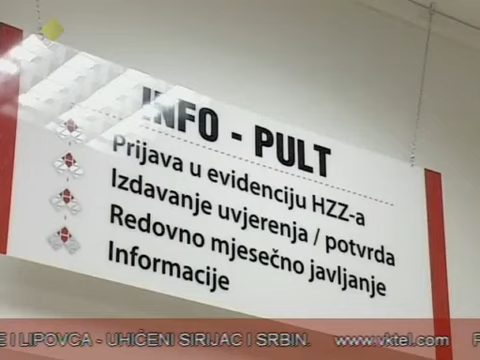 INFO - PULT
Prijava u evidenciju HZZ-a
Izdavanje uvjerenja / potvrda
Redovno mjesečno javljanje
Informacije
E I LIPOVCA - UHIĆENI SIRIJAC I SRBIN. www.vktel.com